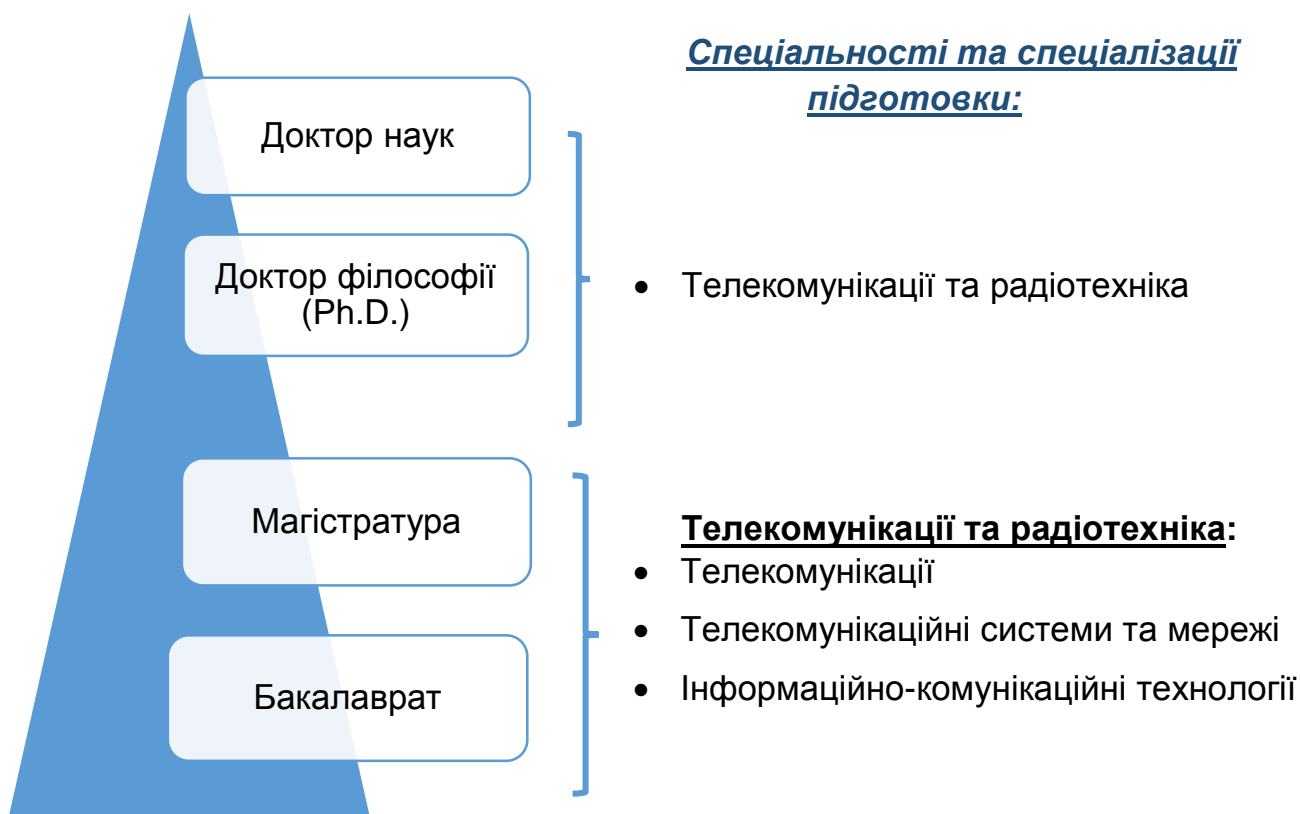 Спеціальності та спеціалізації
підготовки:
Доктор наук
Доктор філософії
(Ph.D.)
• Телекомунікації та радіотехніка
Магістратура
Бакалаврат
Телекомунікації та радіотехніка:
• Телекомунікації
• Телекомунікаційні системи та мережі
• Інформаційно-комунікаційні технології